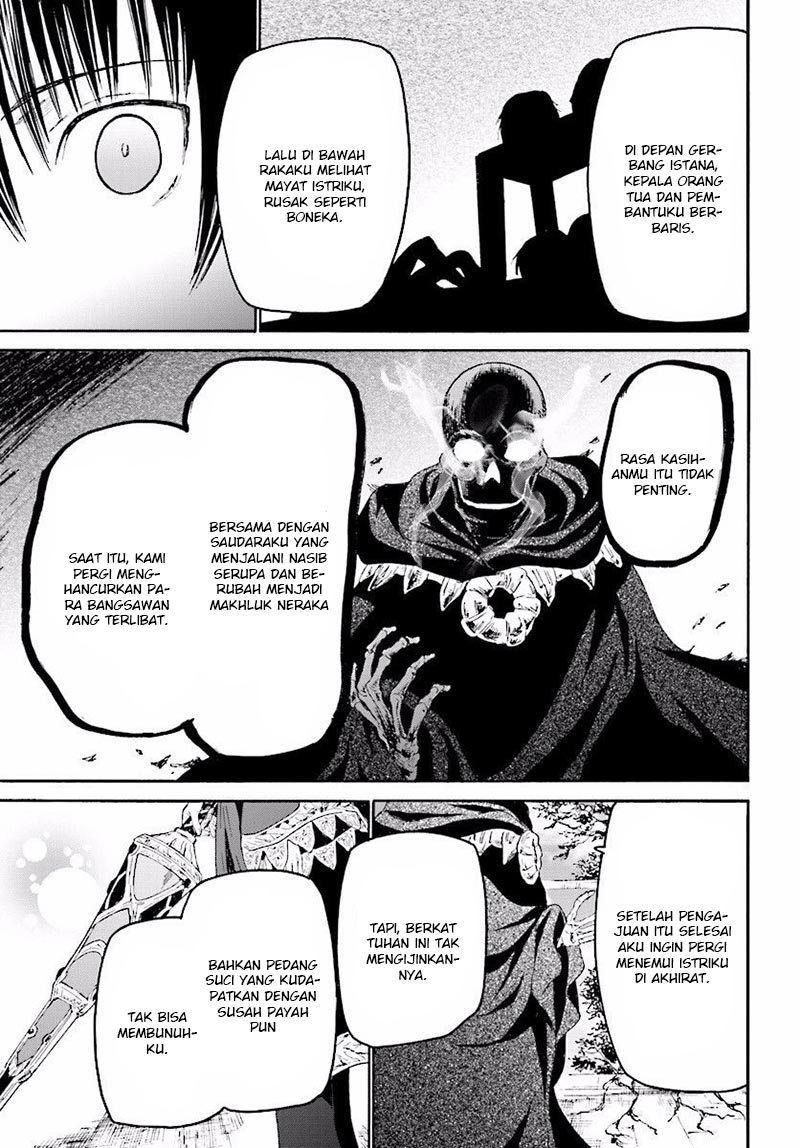 DI DEPAN GER-
BANG ISTANA,
KEPALA ORANG
TUA DAN PEM-
BANTUKU BER-
BARIS.
LALU DI BAWAH
RAKAKU MELIHAT
MAYAT ISTRIKU,
RUSAK SEPERTI
BONEKA.
RASA KASIH-
ANMU ITU TIDAK
PENTING.
BERSAMA DENGAN
SAUDARAKU YANG
MENJALANI NASIB
SERUPA DAN BE-
RUBAH MENJADI
MAKHLUK NERAKA
SAAT ITU, KAMI
PERGI MENG-
HANCURKAN PA-
RA BANGSAWAN
YANG TERLIBAT.
SETELAH PENGA-
JUAN ITU SELESAI
AKU INGIN PERGI
MENEMUI ISTRIKU
DI AKHIRAT.
TAPI, BERKAT
TUHAN INI TAK
MENGIJINKAN-
NYA.
BAHKAN PEDANG
SUCI YANG KUDA-
PATKAN DENGAN
SUSAH PAYAH
PUN
TAK BISA
MEMBUNUH-
KU.